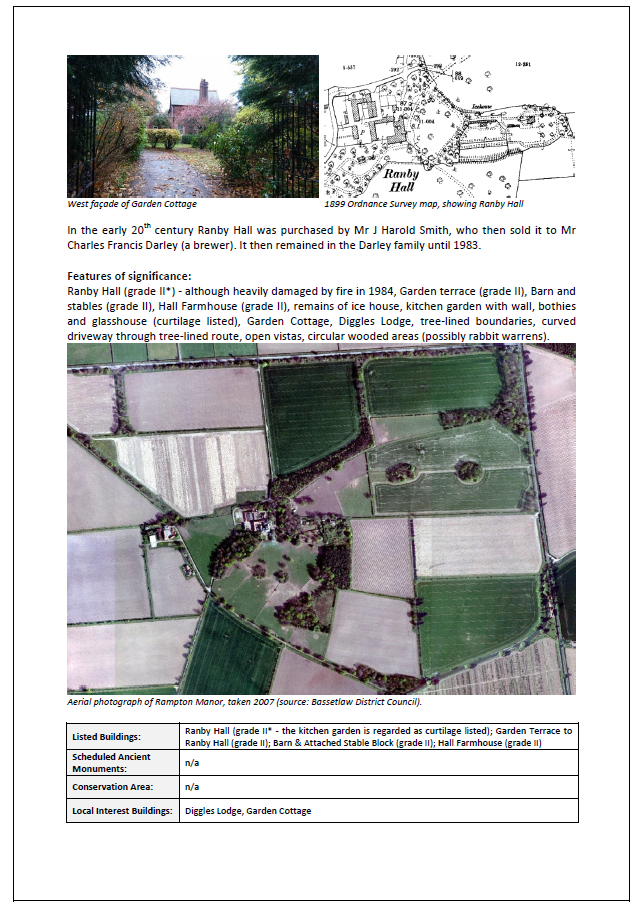 West façade of Garden Cottage
1899 Ordnance Survey map, showing Ranby Hall
Icehouse
Ranby
Hall
In the early 20th century Ranby Hall was purchased by Mr J Harold Smith, who then sold it to Mr
Charles Francis Darley (a brewer). It then remained in the Darley family until 1983.
Features of significance:
Ranby Hall (grade II*) - although heavily damaged by fire in 1984, Garden terrace (grade II), Barn and
stables (grade II), Hall Farmhouse (grade II), remains of ice house, kitchen garden with wall, bothies
and glasshouse (curtilage listed), Garden Cottage, Diggles Lodge, tree-lined boundaries, curved
driveway through tree-lined route, open vistas, circular wooded areas (possibly rabbit warrens).
Aerial photograph of Rampton Manor, taken 2007 (source: Bassetlaw District Council).
Listed Buildings:
Ranby Hall (grade II* - the kitchen garden is regarded as curtilage listed); Garden Terrace to
Ranby Hall (grade II); Barn & Attached Stable Block (grade II); Hall Farmhouse (grade II)
Scheduled Ancient
Monuments:
n/a
Conservation Area:
n/a
Local Interest Buildings:
Diggles Lodge, Garden Cottage